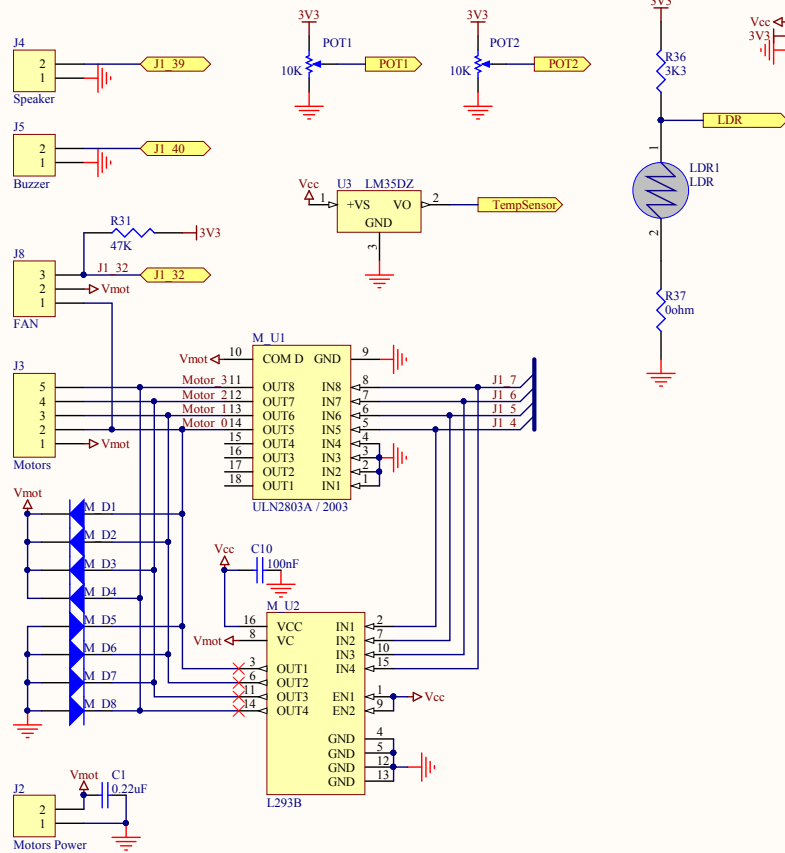 J4
2
1
J1_39
Speaker
J5
2
1
J1_40
Buzzer
3V3
POT1
10K
POT1
3V3
POT2
10K
POT2
3V3
R36
3K3
LDR
1
LDR1
LDR
2
R37
0ohm
Vcc
3V3
Vcc
U3 LM35DZ
1
+VS
VO
2
GND
3
TempSensor
R31
47K
3V3
J8
3
2
1
J1_32
J1_32
Vmot
FAN
J3
5
4
3
2
1
Vmot
Motors
M_U1
Vmot
10 COM D GND 9
Motor_3 11 OUT8 IN8 8 J1_7
Motor_2 12 OUT7 IN7 7 J1_6
Motor_1 13 OUT6 IN6 6 J1_5
Motor_0 14 OUT5 IN5 5 J1_4
15 OUT4 IN4 4
16 OUT3 IN3 3
17 OUT2 IN2 2
18 OUT1 IN1 1
ULN2803A / 2003
Vmot
M_D1
M_D2
M_D3
M_D4
M_D5
M_D6
M_D7
M_D8
Vcc
C10
100nF
M_U2
16 VCC IN1 2
Vmot 8 VC IN2 7
IN3 10
3 OUT1 IN4 15
6 OUT2
11 OUT3 EN1 1 Vcc
14 OUT4 EN2 9
GND 4
GND 5
GND 12
GND 13
L293B
J2
2
1
Vmot
C1
0.22uF
Motors Power